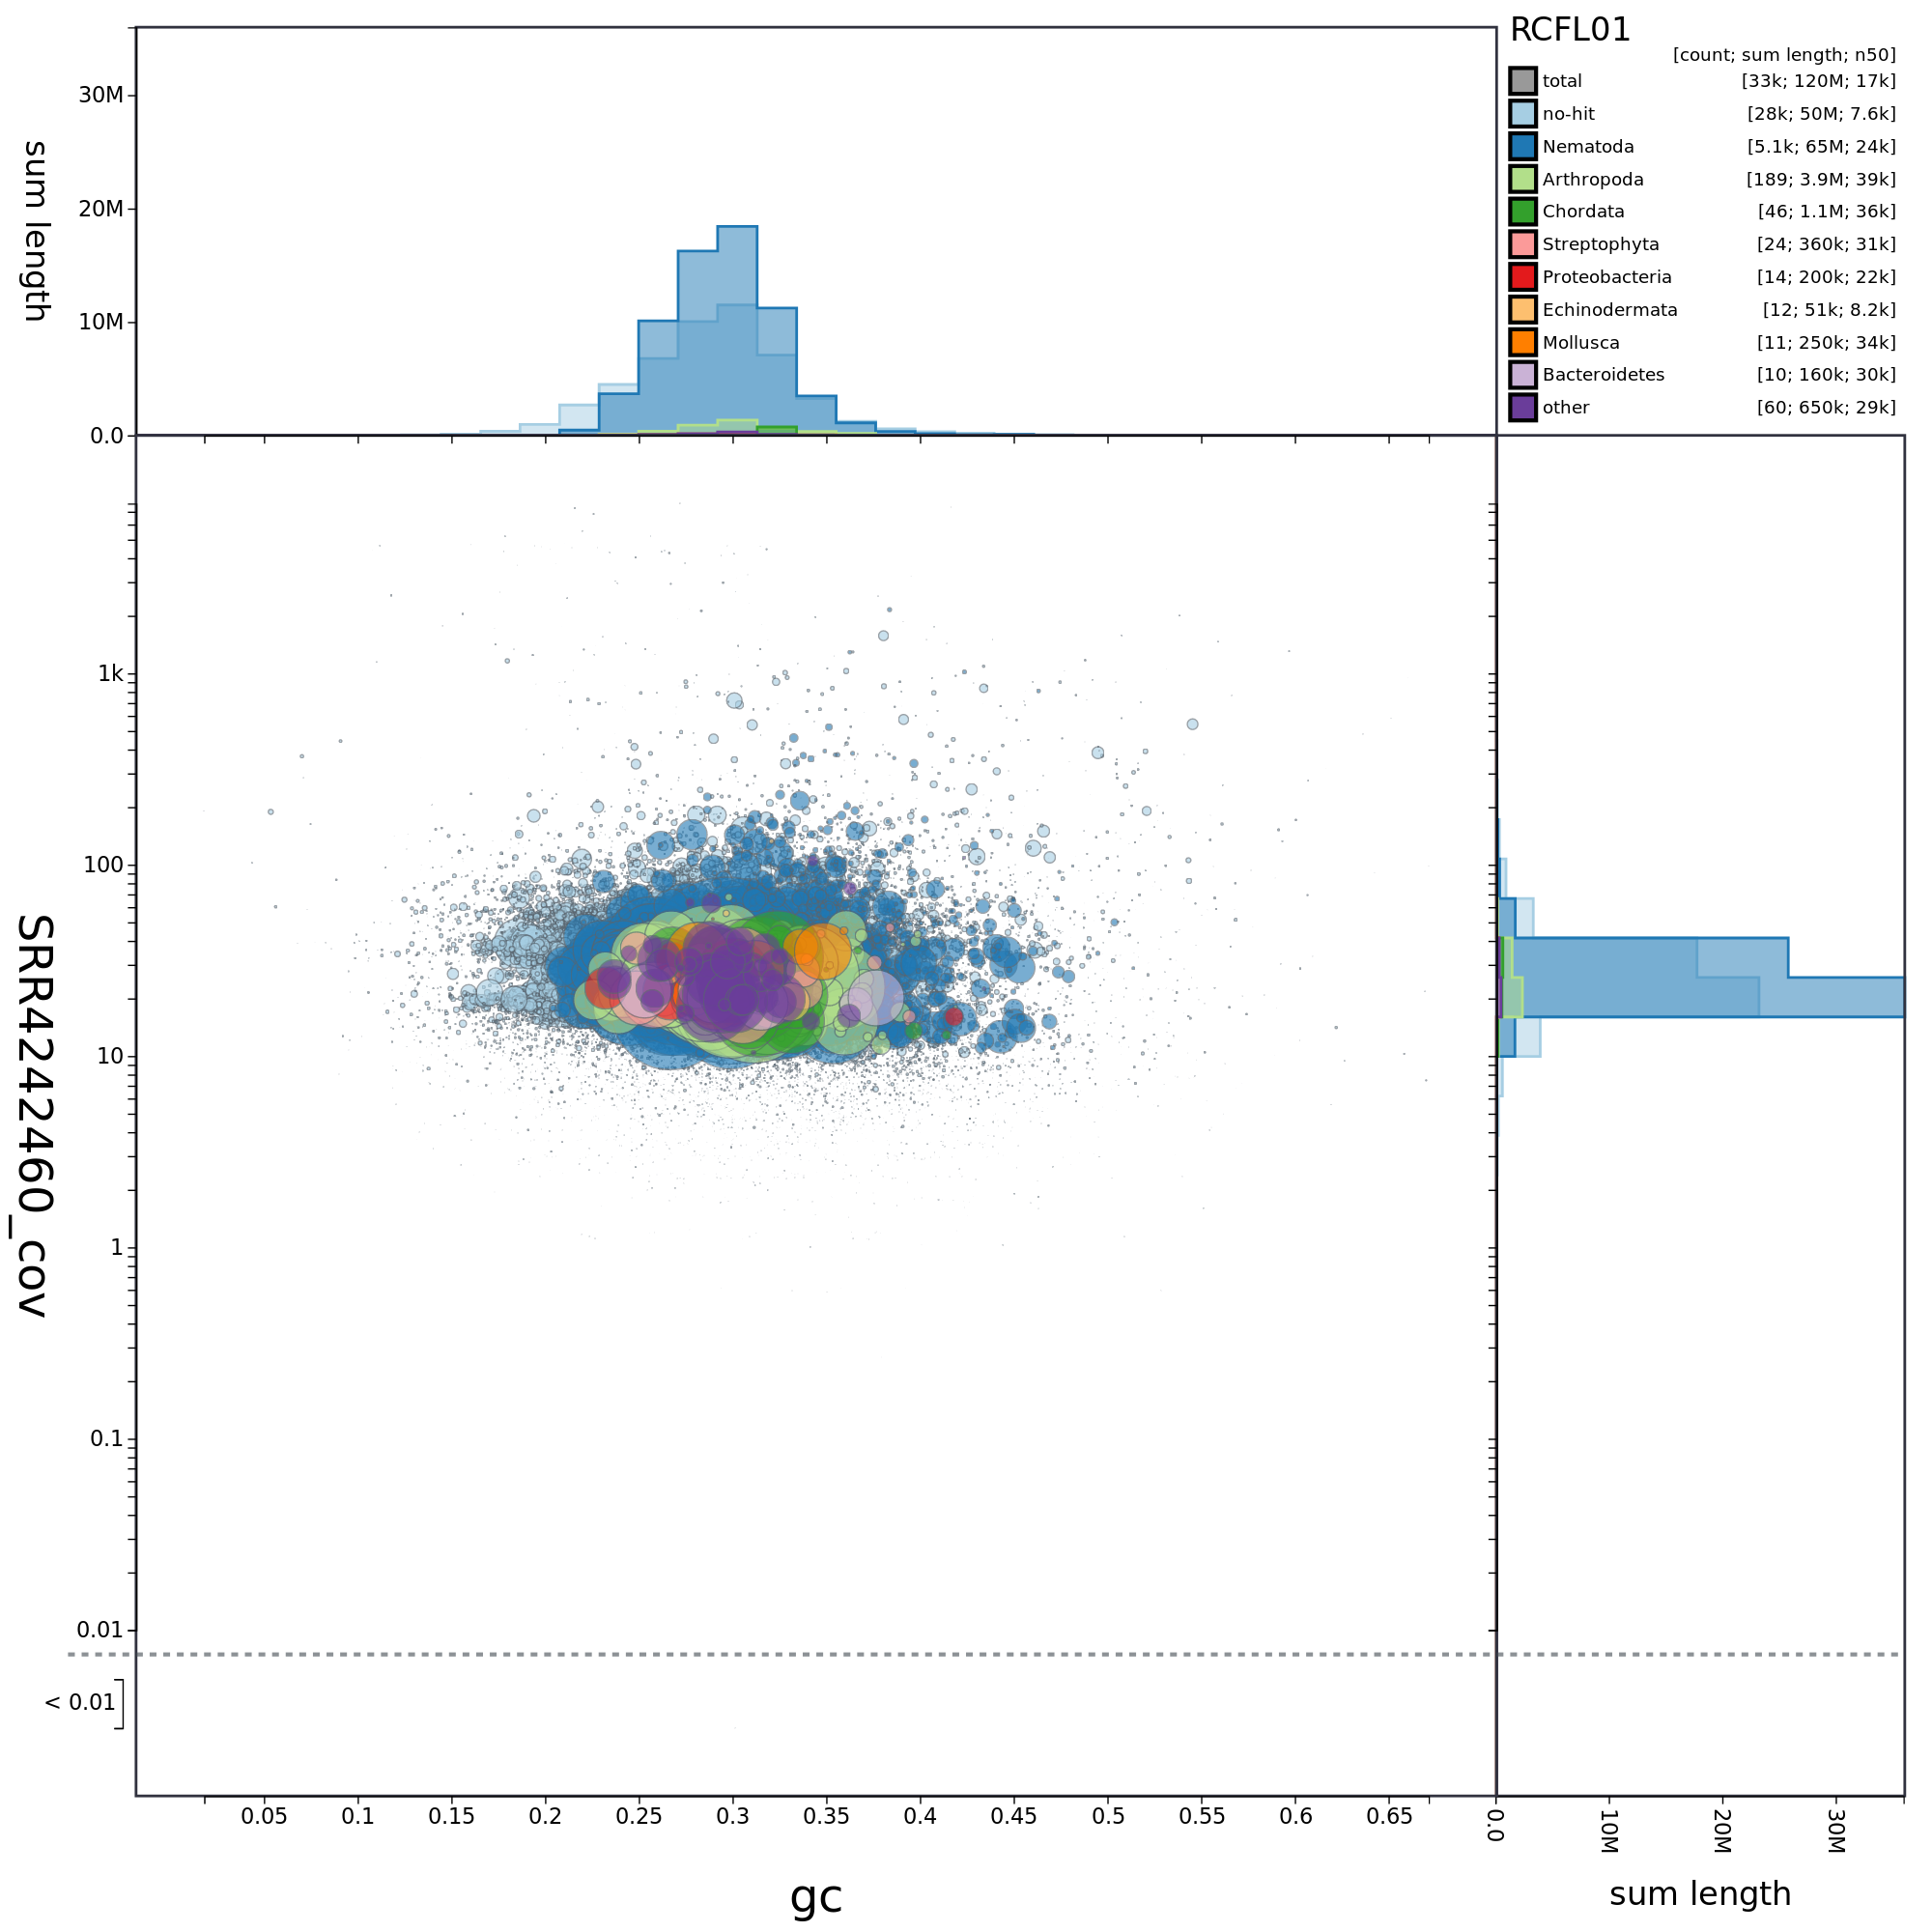 RCFL01
[count; sum length; n50]
total [33k; 120M; 17k]
no-hit [28k; 50M; 7.6k]
Nematoda [5.1k; 65M; 24k]
Arthropoda [189; 3.9M; 39k]
Chordata [46; 1.1M; 36k]
Streptophyta [24; 360k; 31k]
Proteobacteria [14; 200k; 22k]
Echinodermata [12; 51k; 8.2k]
Mollusca [11; 250k; 34k]
Bacteroidetes [10; 160k; 30k]
other [60; 650k; 29k]
sum length
30M
20M
10M
0.0
SRR4242460_cov
1k
100
10
1
0.1
0.01
< 0.01
0.05 0.1 0.15 0.2 0.25 0.3 0.35 0.4 0.45 0.5 0.55 0.6 0.65
gc
0.0 10M 20M 30M
sum length